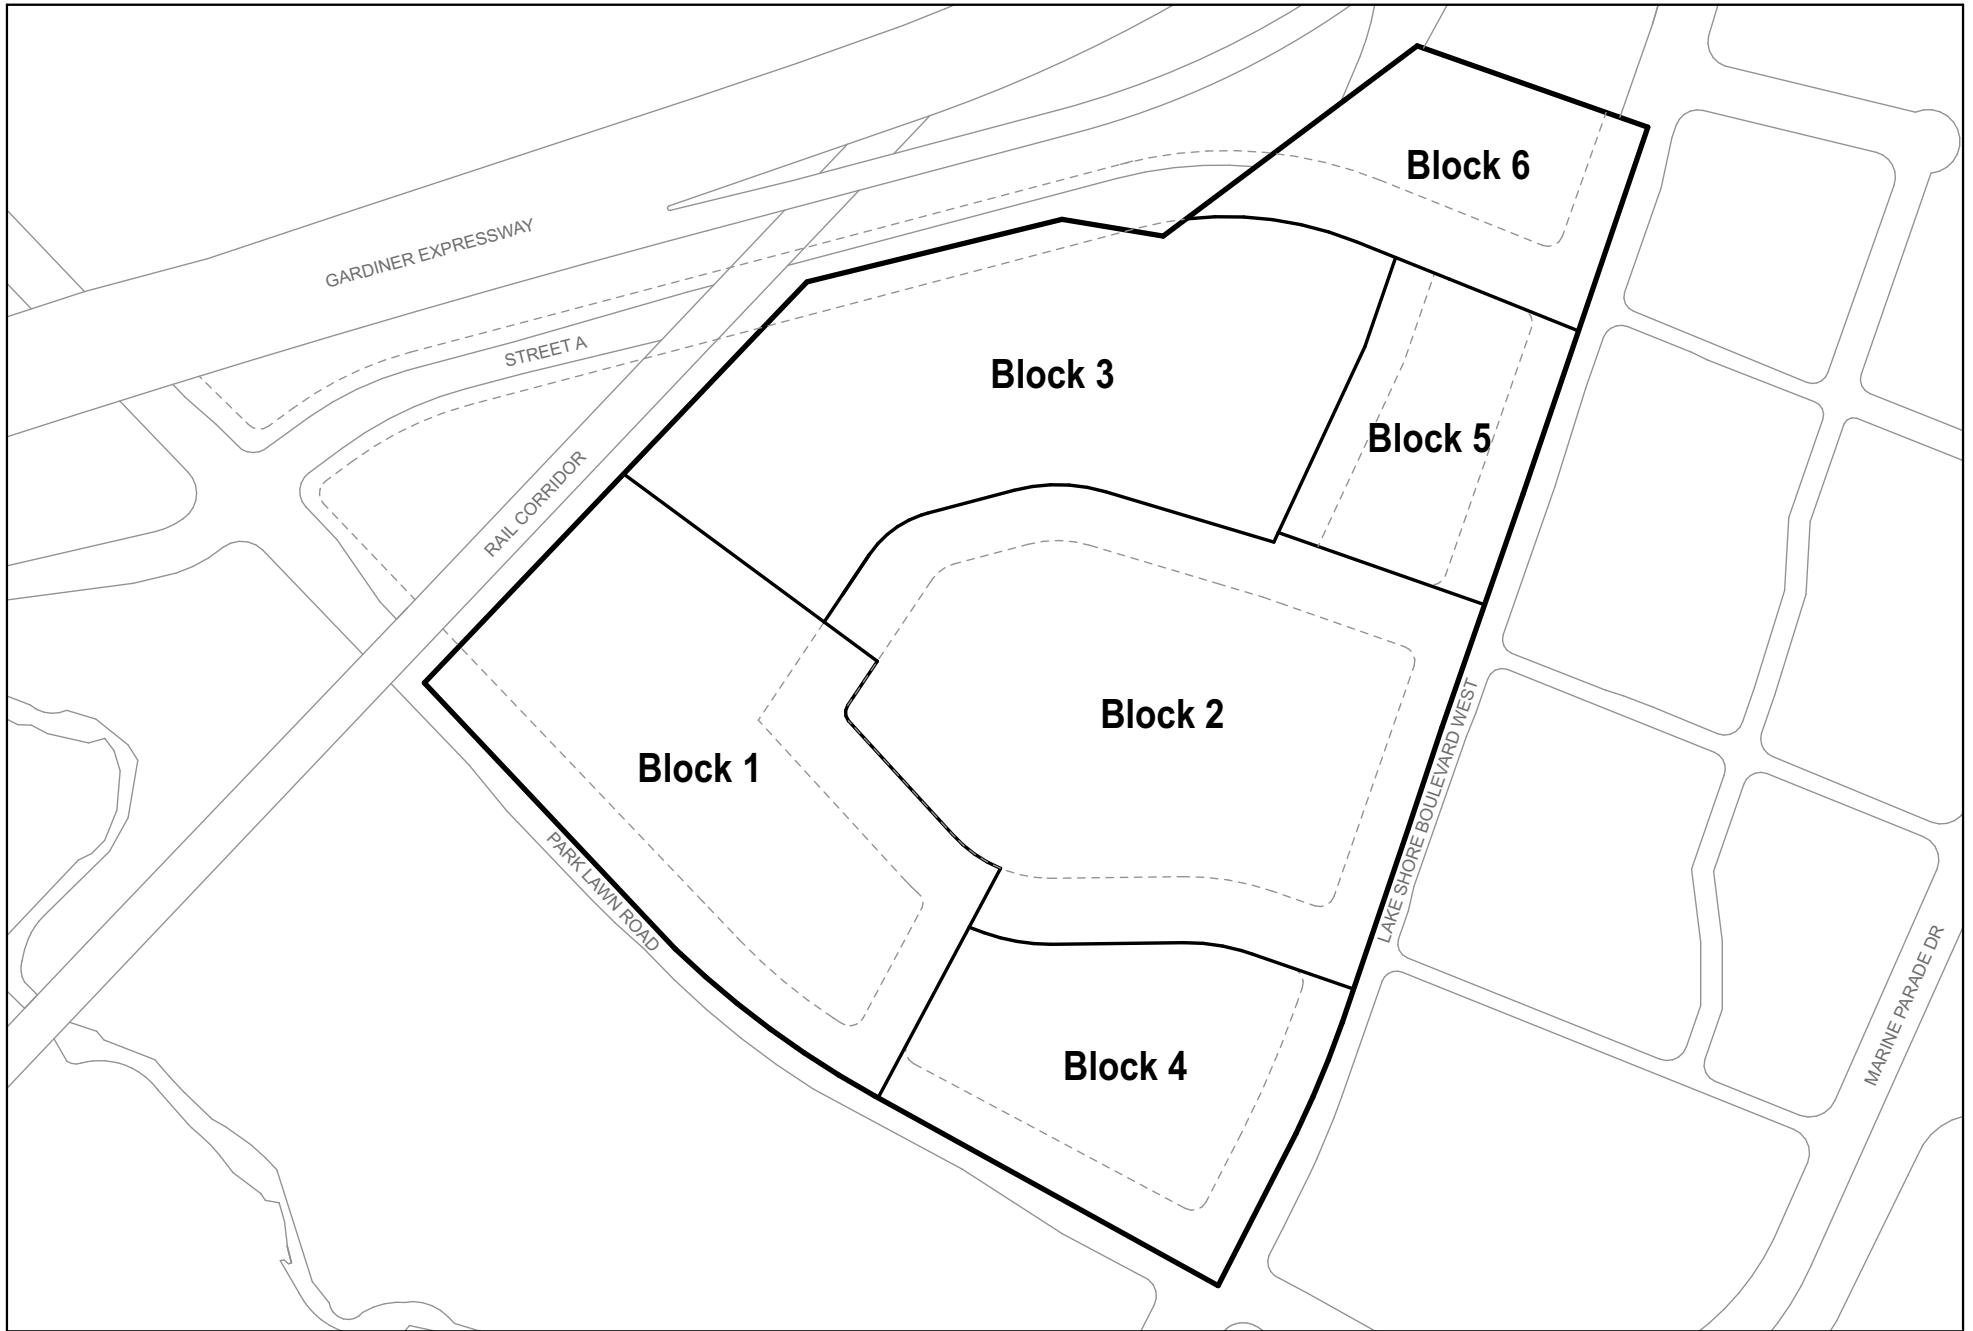 Block 6
GARDINER EXPRESSWAY
STREET A
Block 3
Block 5
RAIL CORRIDOR
Block 2
Block 1
LAKE SHORE BOULEVARD WEST
PARK LAWN ROAD
MARINE PARADE DR
Block 4